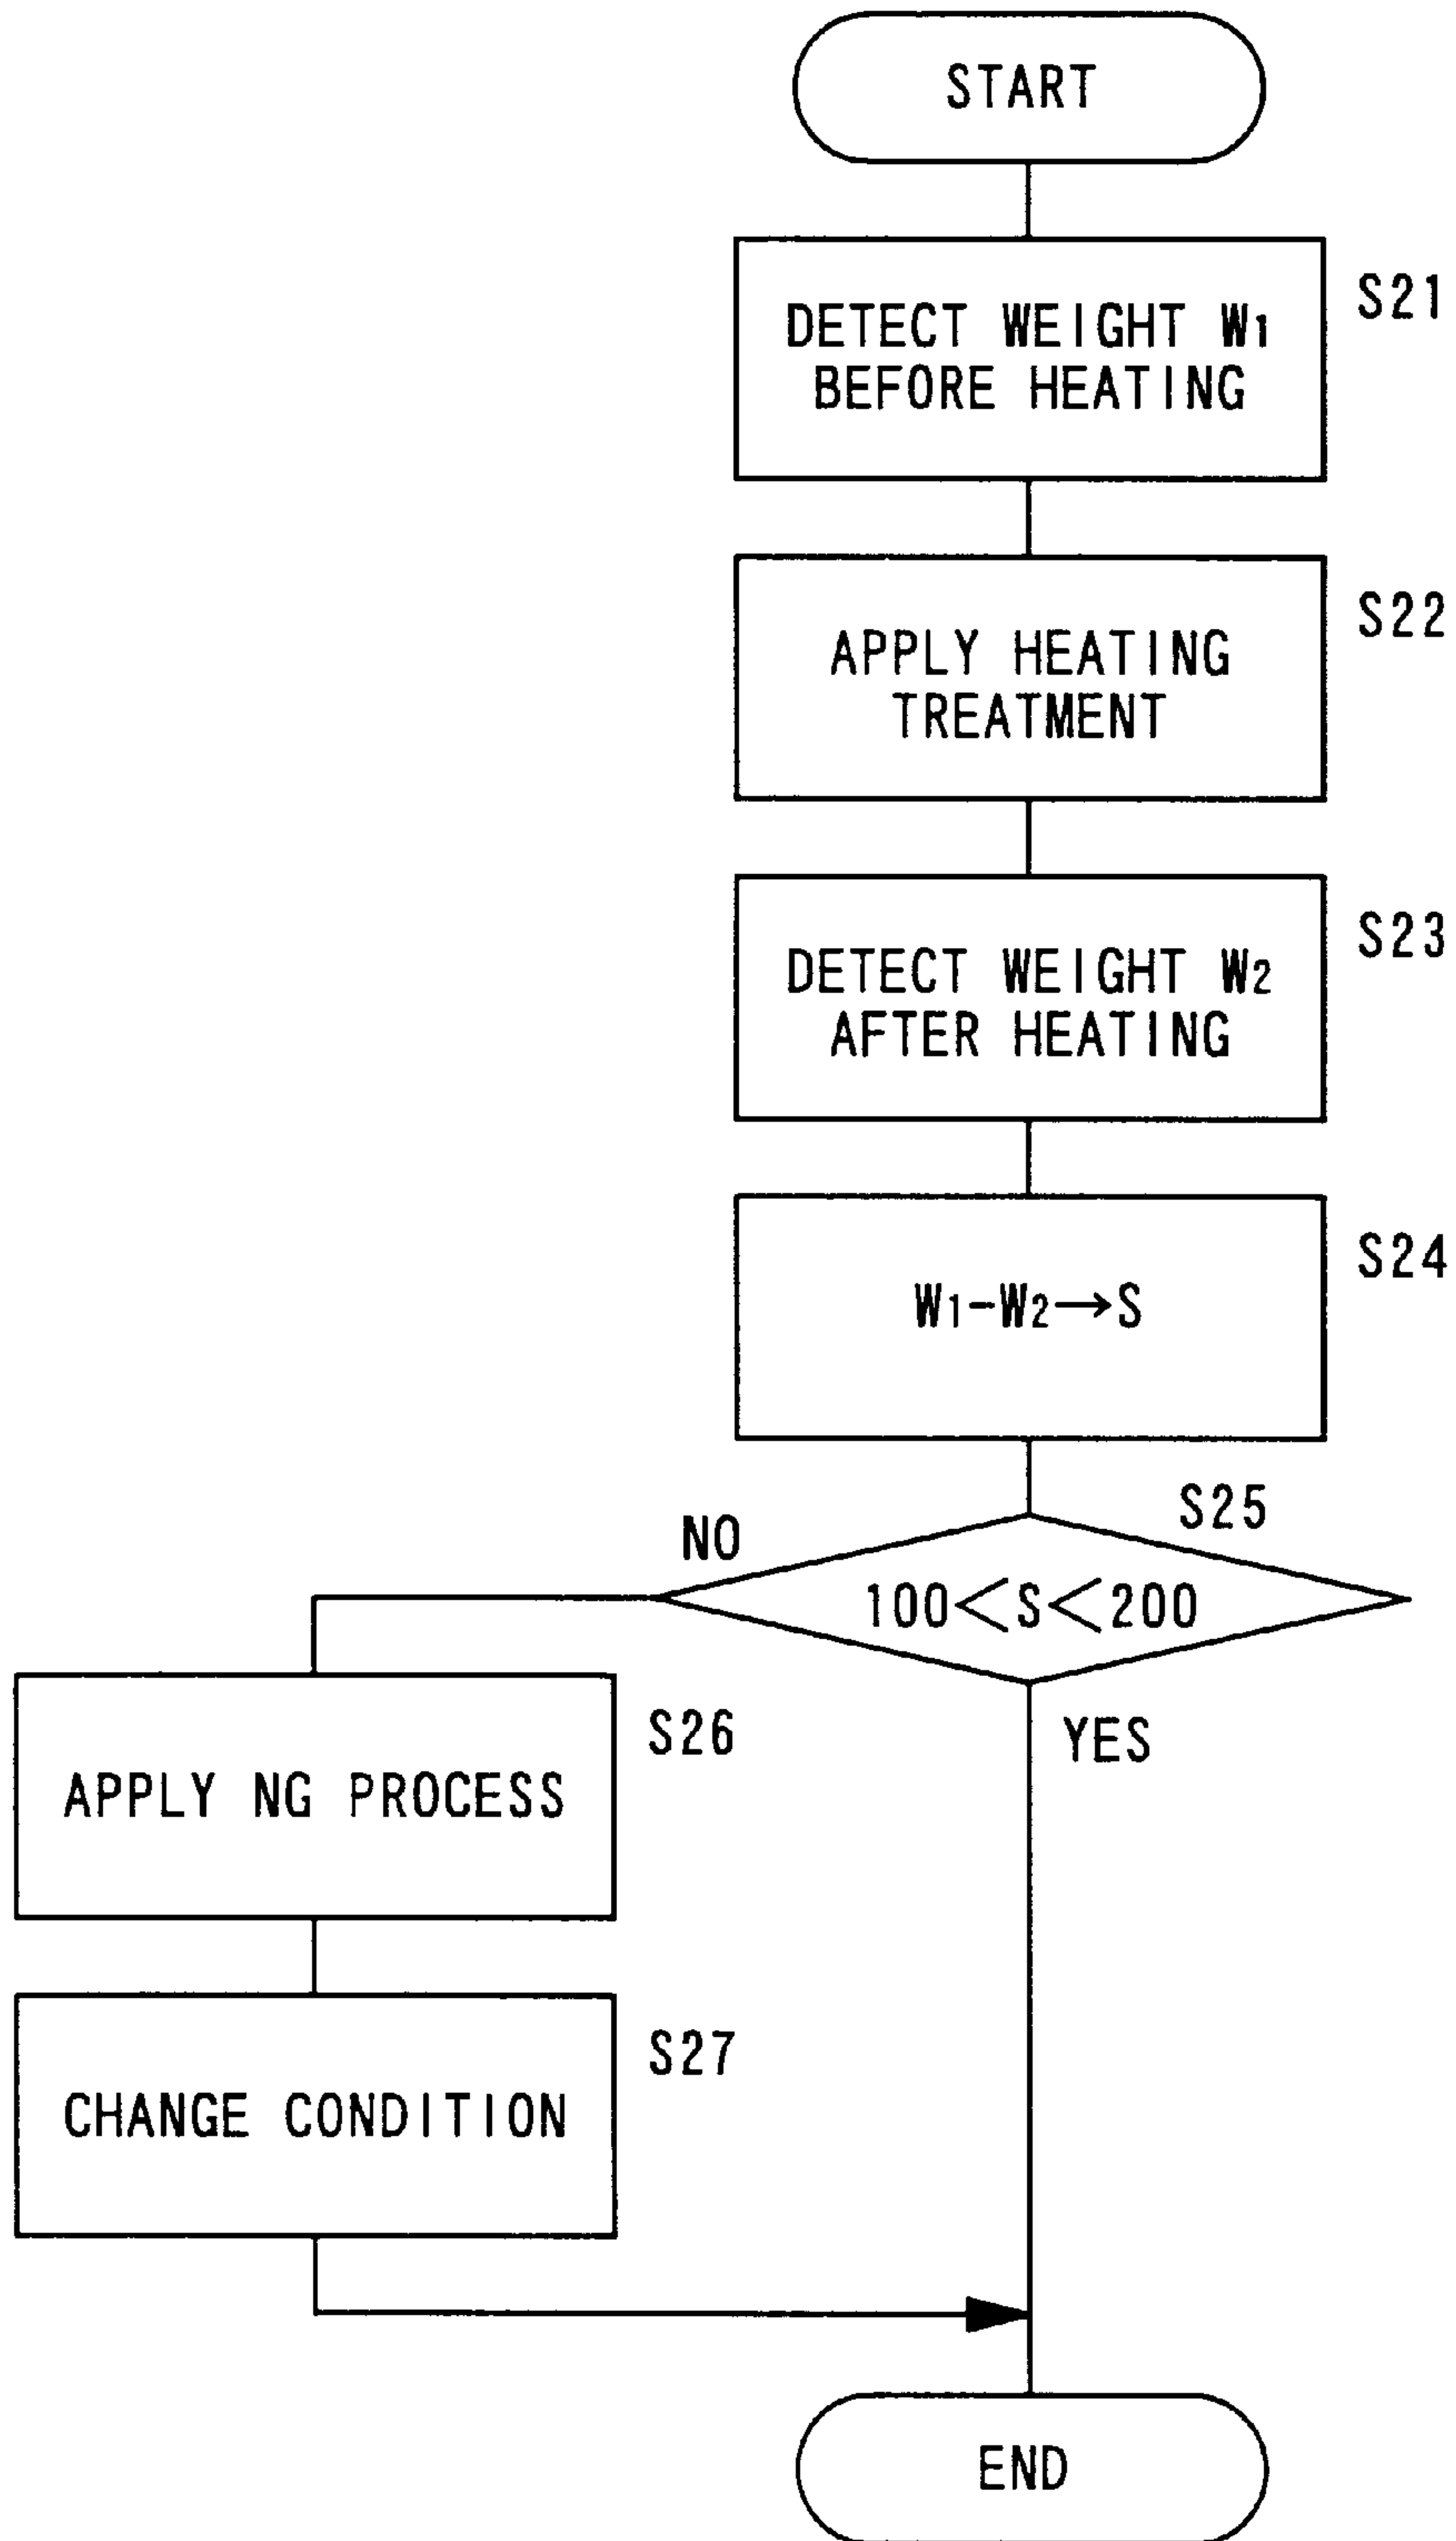 START
DETECT WEIGHT W1
BEFORE HEATING
S21
APPLY HEATING
TREATMENT
S22
DETECT WEIGHT W2
AFTER HEATING
S23
W1-W2→S
S24
S25
100<S<200
NO
YES
APPLY NG PROCESS
S26
CHANGE CONDITION
S27
END